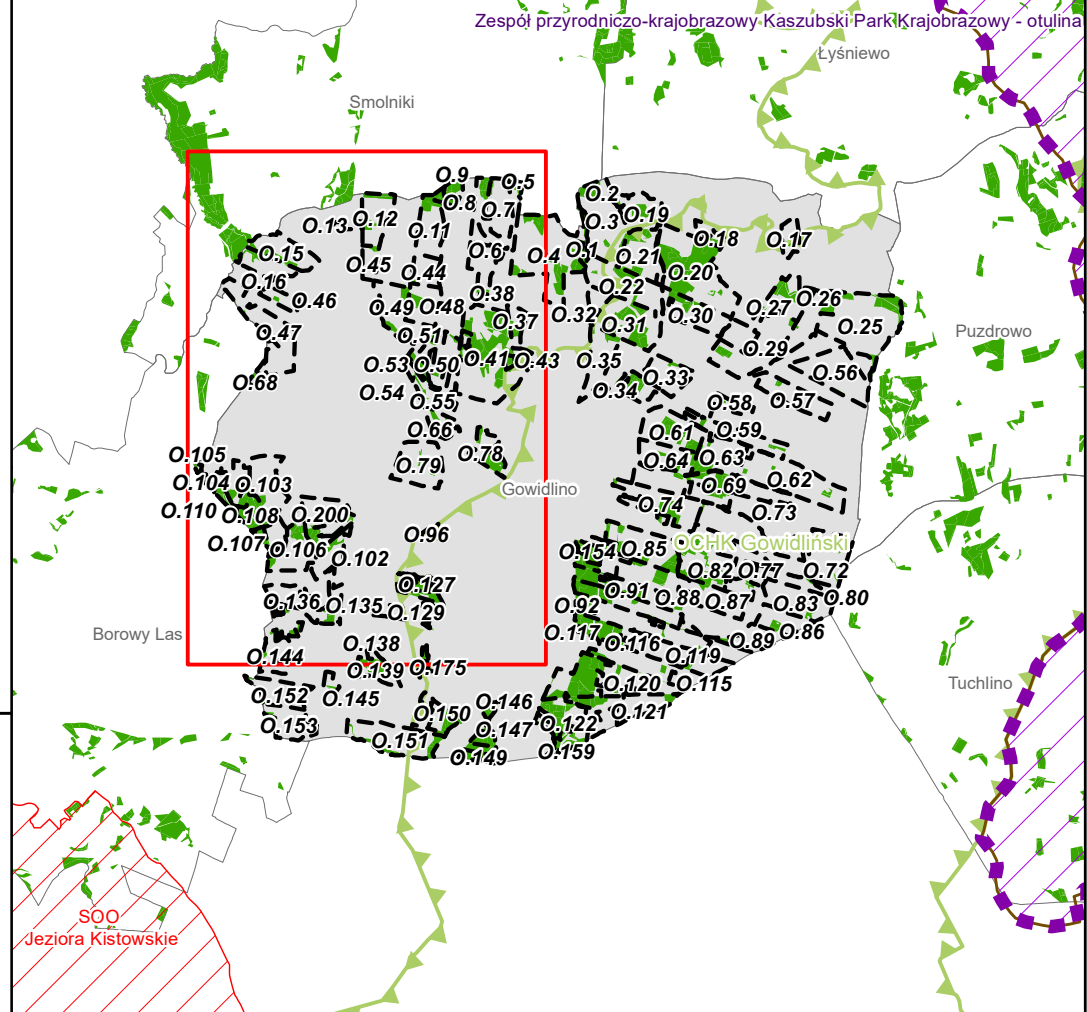 Zespół przyrodniczo-krajobrazowy Kaszubski Park Krajobrazowy - otulina
Łyśniewo
Smolniki
O.9
O.5
O.8
O.7
O.2
O.3
O.19
O.13
O.12
O.11
O.18
O.17
O.15
O.6
O.4
O.1
O.21
O.45
O.44
O.20
O.16
O.46
O.38
O.22
O.26
O.49
O.48
O.37
O.32
O.31
O.30
O.27
O.25
O.47
O.51
O.29
Puzdrowo
O.53
O.50
O.41
O.43
O.35
O.56
O.68
O.54
O.55
O.34
O.33
O.58
O.57
O.66
O.61
O.59
O.105
O.79
O.78
O.64
O.63
O.104
O.103
Gowidlino
O.69
O.62
O.110
O.108
O.200
O.74
O.73
O.107
O.106
O.102
O.96
O.154
O.85
OCHK Gowidliński
O.82
O.77
O.72
O.127
O.91
O.88
O.87
O.83
O.80
O.136
O.135
O.129
O.92
Borowy Las
O.138
O.117
O.116
O.89
O.86
O.144
O.139
O.175
O.119
O.152
O.145
O.146
O.120
O.115
Tuchlino
O.153
O.150
O.147
O.122
O.121
O.151
O.149
O.159
SOO
Jeziora Kistowskie